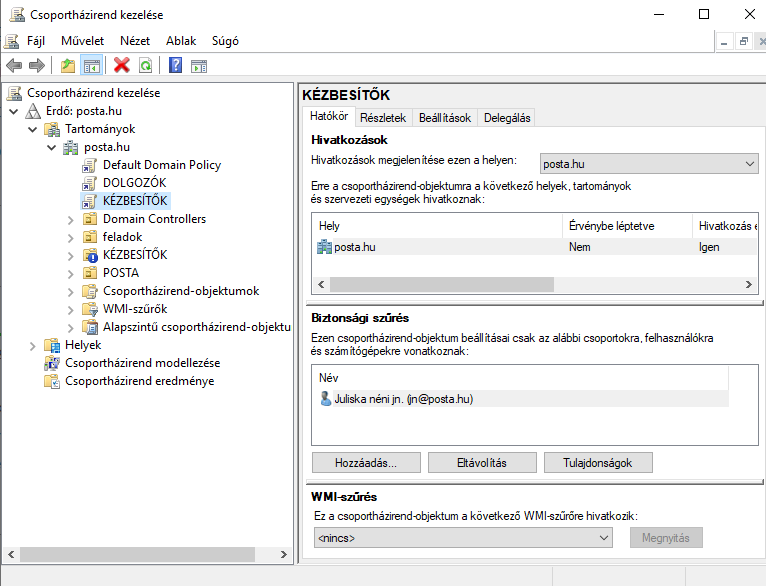 Csoportházirend kezelése
Fájl Művelet Nézet Ablak Súgó
Csoportházirend kezelése
Erdő: posta.hu
Tartományok
posta.hu
Default Domain Policy
DOLGOZÓK
KÉZBESÍTŐK
Domain Controllers
feladok
KÉZBESÍTŐK
POSTA
Csoportházirend-objektumok
WMI-szűrők
Alapszintű csoportházirend-objektu
Helyek
Csoportházirend modellezése
Csoportházirend eredménye
KÉZBESÍTŐK
Hatókör Részletek Beállítások Delegálás
Hivatkozások
Hivatkozások megjelenítése ezen a helyen: posta.hu
Erre a csoportházirend-objektumra a következő helyek, tartományok
és szervezeti egységek hivatkoznak:
Hely Érvénybe léptetve Hivatkozás e
posta.hu Nem Igen
Biztonsági szűrés
Ezen csoportházirend-objektum beállításai csak az alábbi csoportokra, felhasználókra
és számítógépekre vonatkoznak:
Név
Juliska néni jn. (jn@posta.hu)
Hozzáadás... Eltávolítás Tulajdonságok
WMI-szűrés
Ez a csoportházirend-objektum a következő WMI-szűrőre hivatkozik:
<nincs> Megnyitás